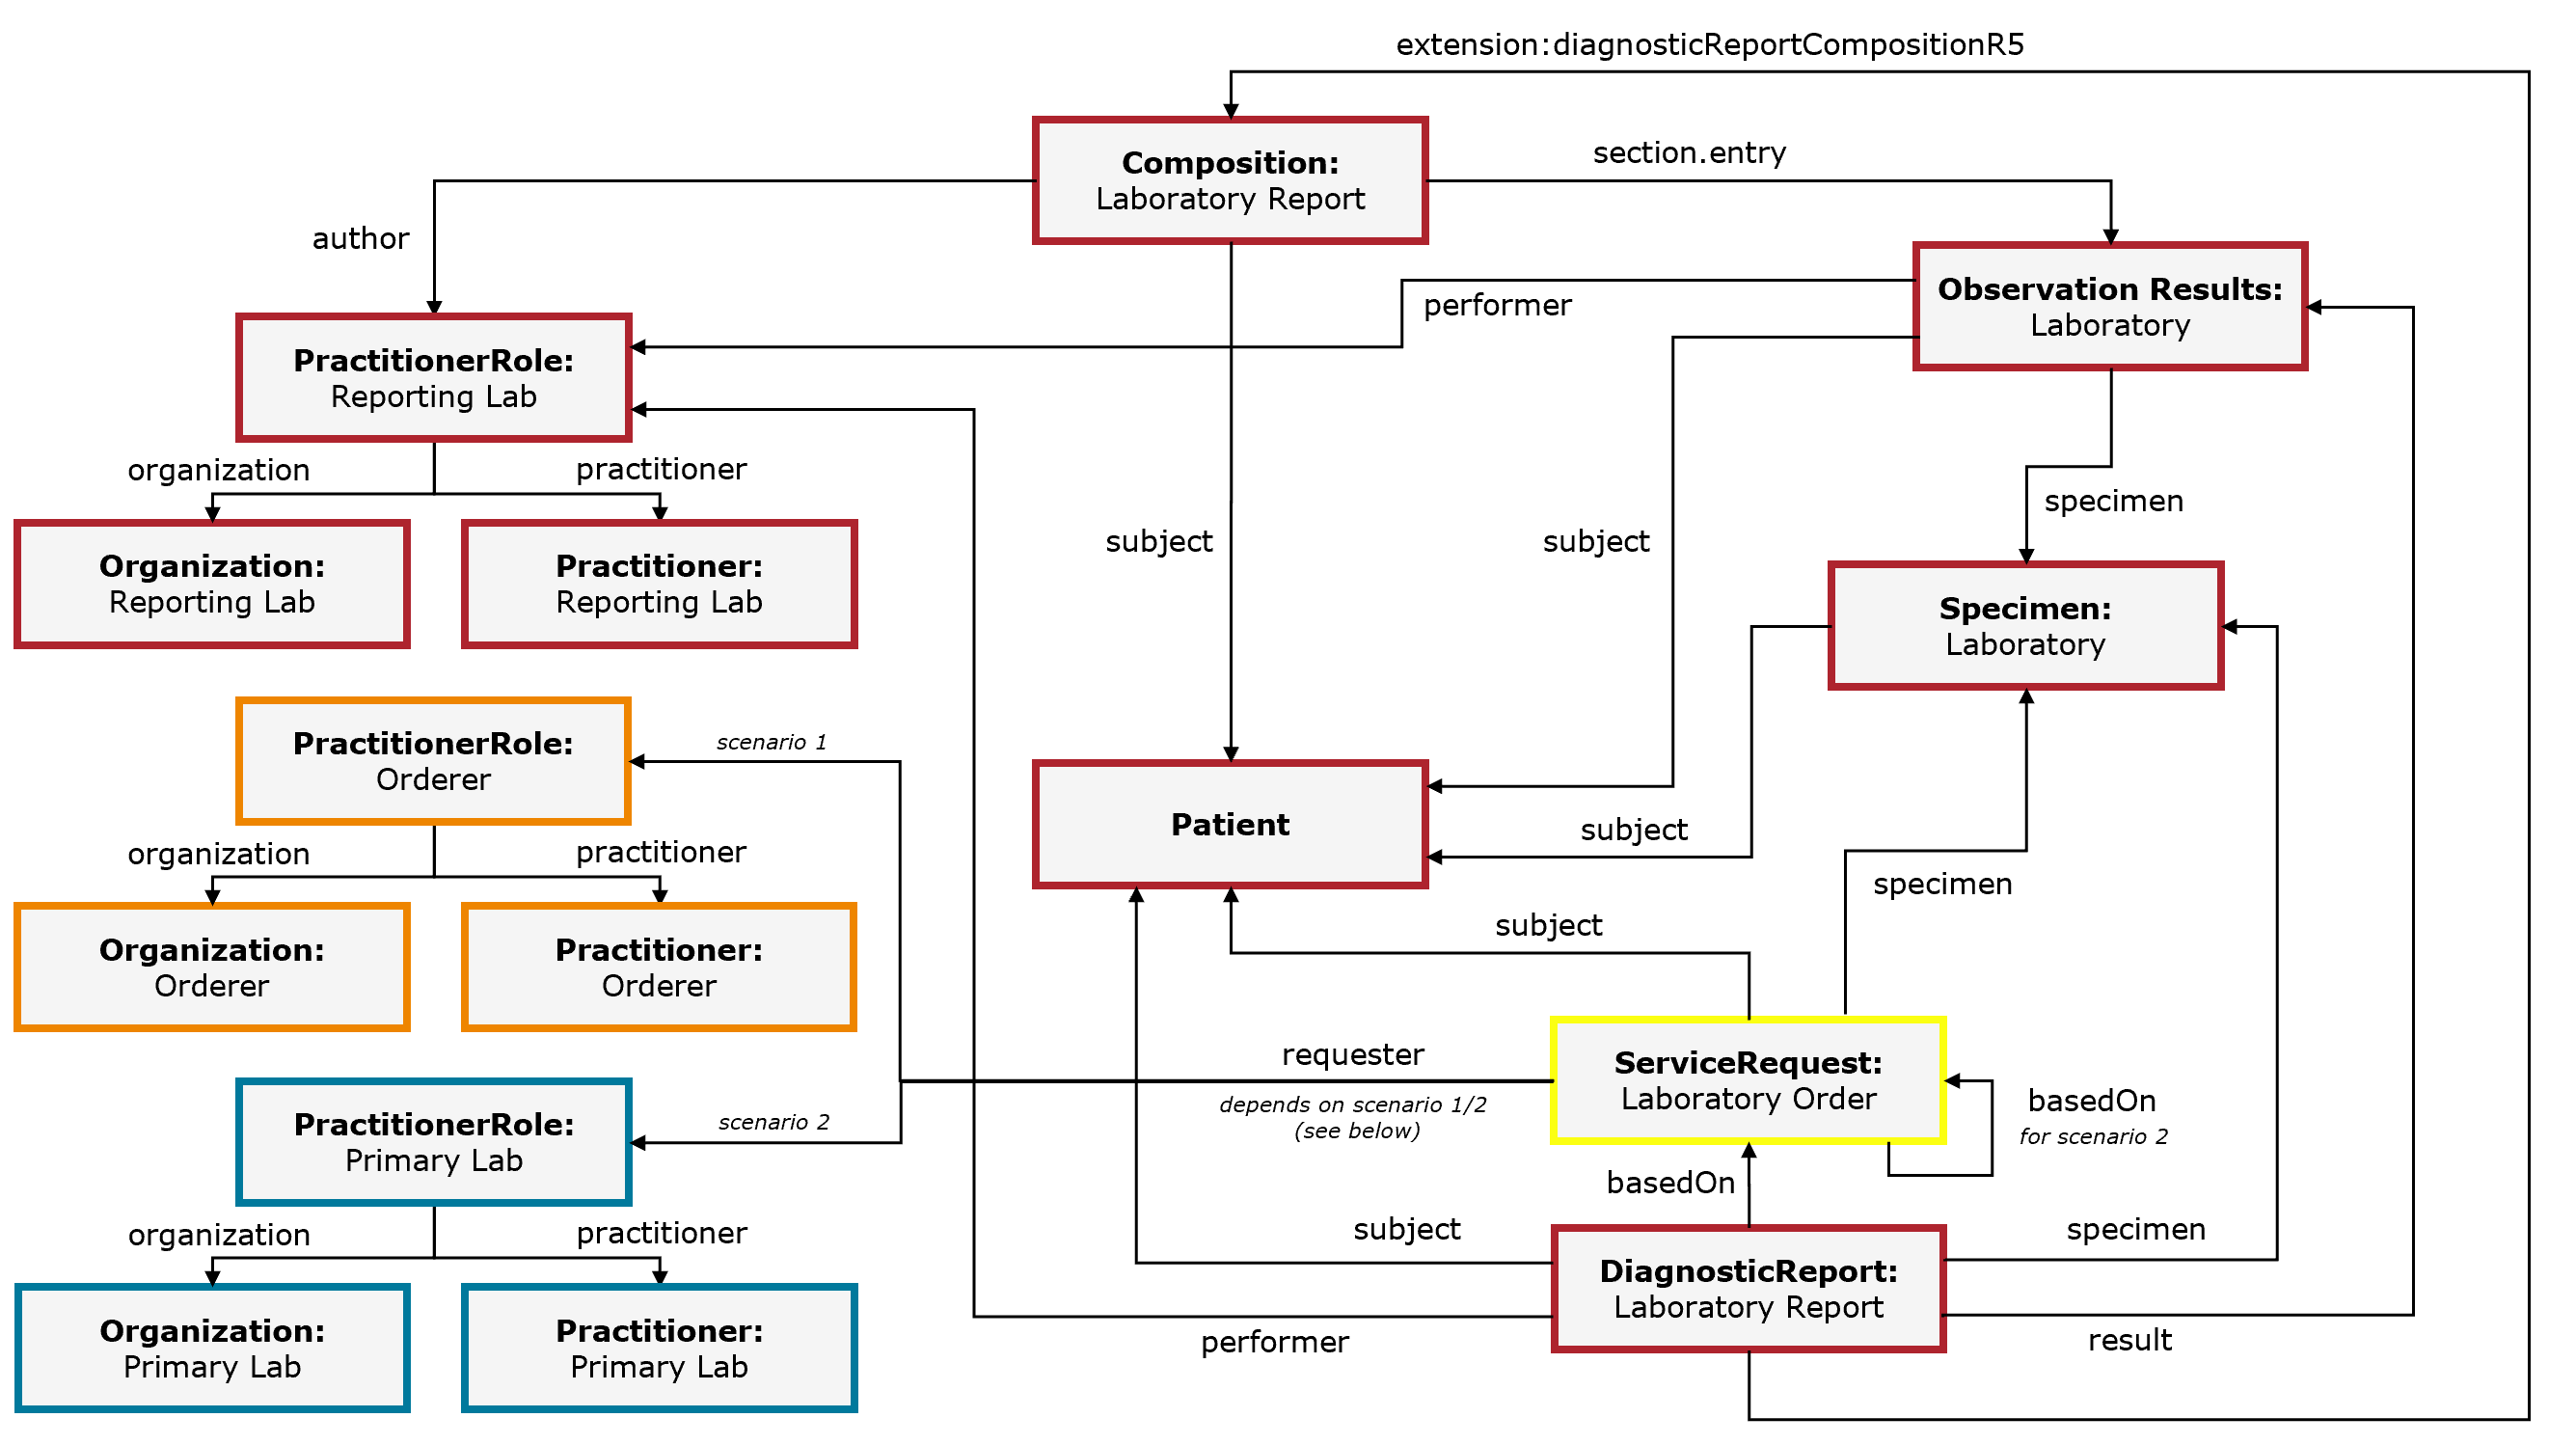 extension:diagnosticReportCompositionR5
Composition:
Laboratory Report
section.entry
author
Observation Results:
Laboratory
performer
PractitionerRole:
Reporting Lab
organization
practitioner
specimen
subject
subject
Organization:
Reporting Lab
Practitioner:
Reporting Lab
Specimen:
Laboratory
PractitionerRole:
Orderer
scenario 1
Patient
subject
organization
practitioner
specimen
subject
Organization:
Orderer
Practitioner:
Orderer
requester
depends on scenario 1/2
(see below)
ServiceRequest:
Laboratory Order
basedOn
for scenario 2
PractitionerRole:
Primary Lab
scenario 2
basedOn
organization
practitioner
subject
specimen
DiagnosticReport:
Laboratory Report
performer
result
Organization:
Primary Lab
Practitioner:
Primary Lab